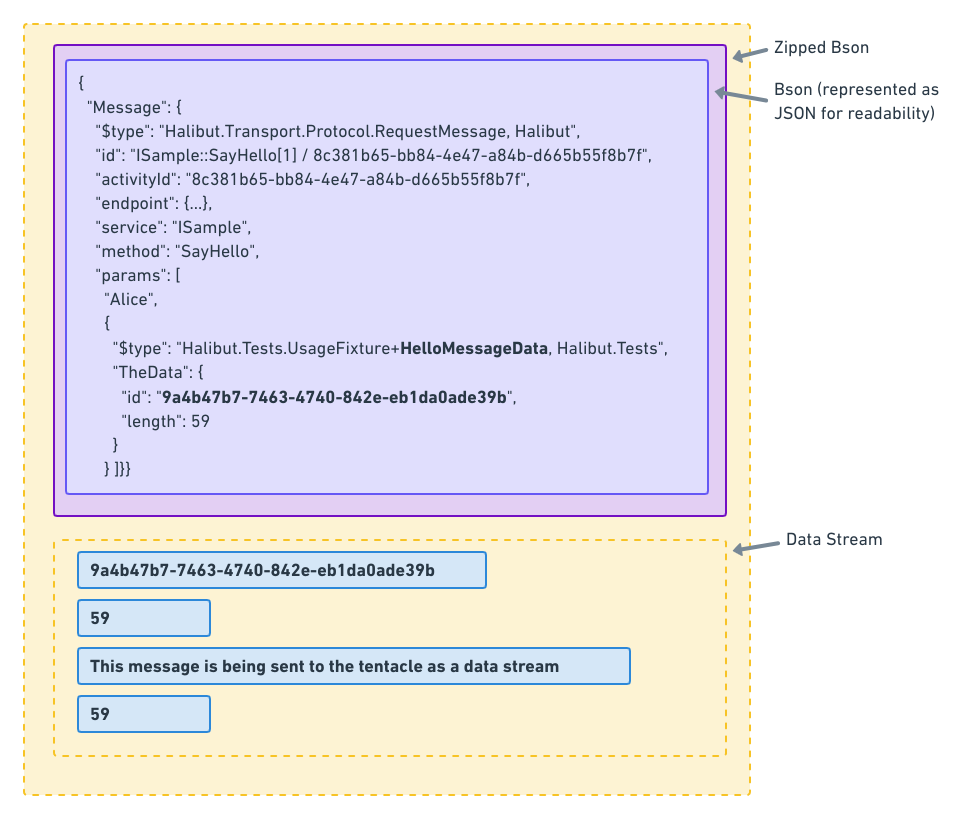 Zipped Bson
Bson (represented as
JSON for readability)
{
"Message": {
"$type": "Halibut.Transport.Protocol.RequestMessage, Halibut",
"id": "ISample::SayHello[1] / 8c381b65-bb84-4e47-a84b-d665b55f8b7f",
"activityId": "8c381b65-bb84-4e47-a84b-d665b55f8b7f",
"endpoint": {...},
"service": "ISample",
"method": "SayHello",
"params": [
"Alice",
{
"$type": "Halibut.Tests.UsageFixture+HelloMessageData, Halibut.Tests",
"TheData": {
"id": "9a4b47b7-7463-4740-842e-eb1da0ade39b",
"length": 59
}
} ]}}
Data Stream
9a4b47b7-7463-4740-842e-eb1da0ade39b
59
This message is being sent to the tentacle as a data stream
59